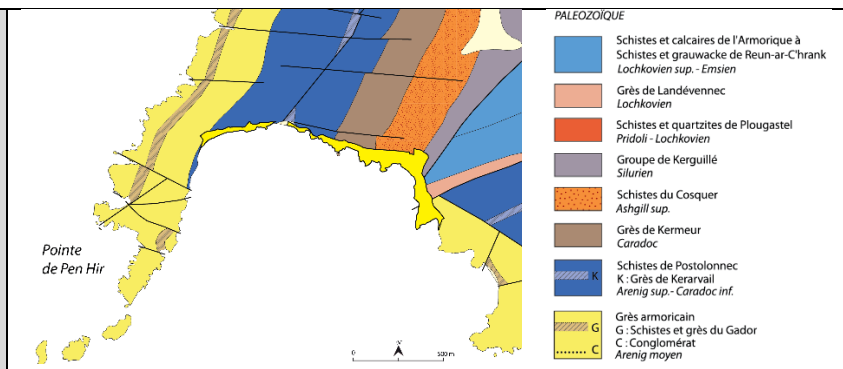 PALEOZOÏQUE
Schistes et calcaires de l'Armorique à
Schistes et grauwacke de Reun-ar-C'hrank
Lochkovien sup. - Emsien
Grès de Landévennec
Lochkovien
Schistes et quartzites de Plougastel
Pridoli - Lochkovien
Groupe de Kerguillé
Silurien
Schistes du Cosquer
Ashgill sup.
Grès de Kermeur
Caradoc
Schistes de Postolonnec
K K : Grès de Kerarvail
Arenig sup.- Caradoc inf.
Grès armoricain
G G : Schistes et grès du Gador
C : Conglomérat
C Arenig moyen
Pointe
de Pen Hir
N
0 500 m